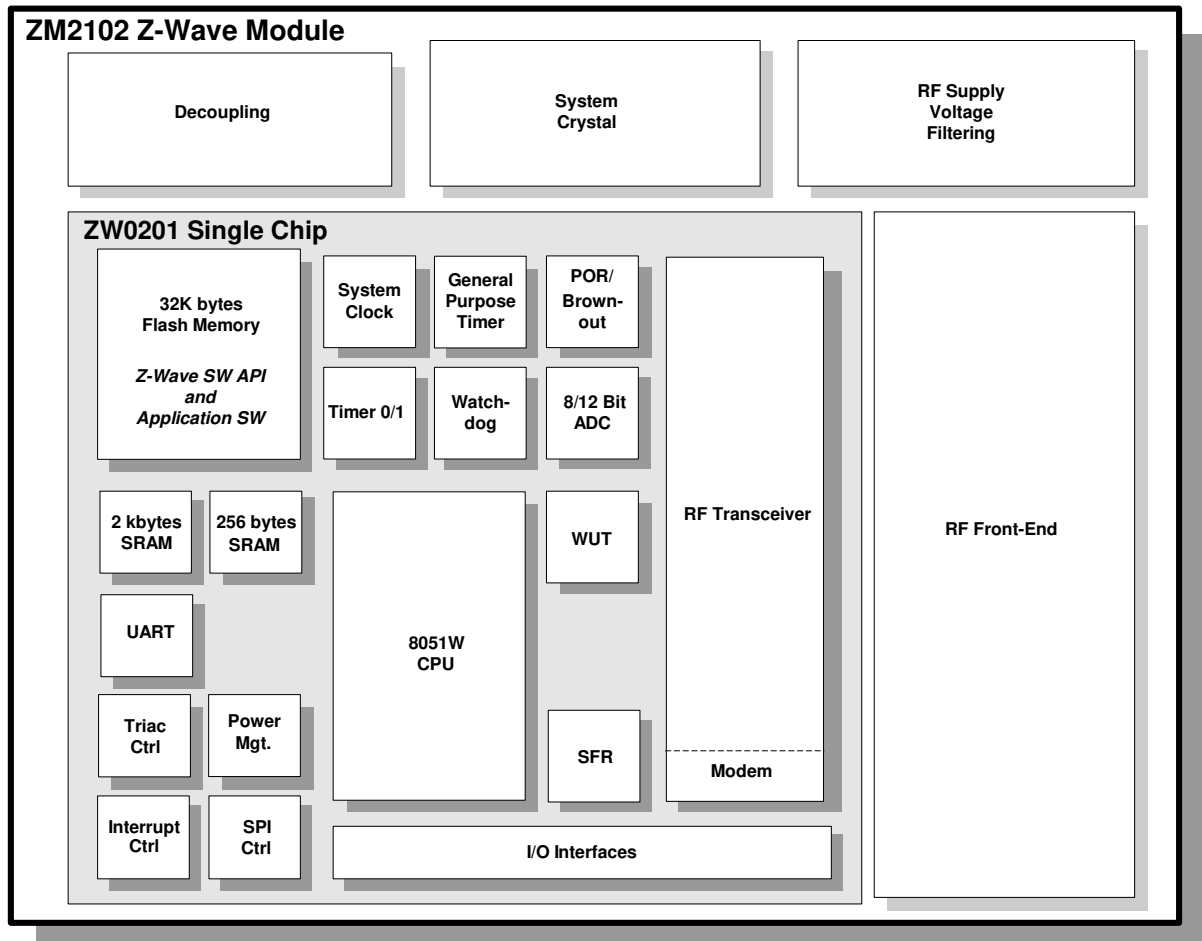 ZM2102 Z-Wave Module
Decoupling
System
Crystal
RF Supply
Voltage
Filtering
ZW0201 Single Chip
32K bytes
Flash Memory
Z-Wave SW API
and
Application SW
System
Clock
General
Purpose
Timer
POR/
Brown-
out
Timer 0/1
Watch-
dog
8/12 Bit
ADC
2 kbytes
SRAM
256 bytes
SRAM
8051W
CPU
WUT
RF Transceiver
RF Front-End
UART
Triac
Ctrl
Power
Mgt.
SFR
Modem
Interrupt
Ctrl
SPI
Ctrl
I/O Interfaces